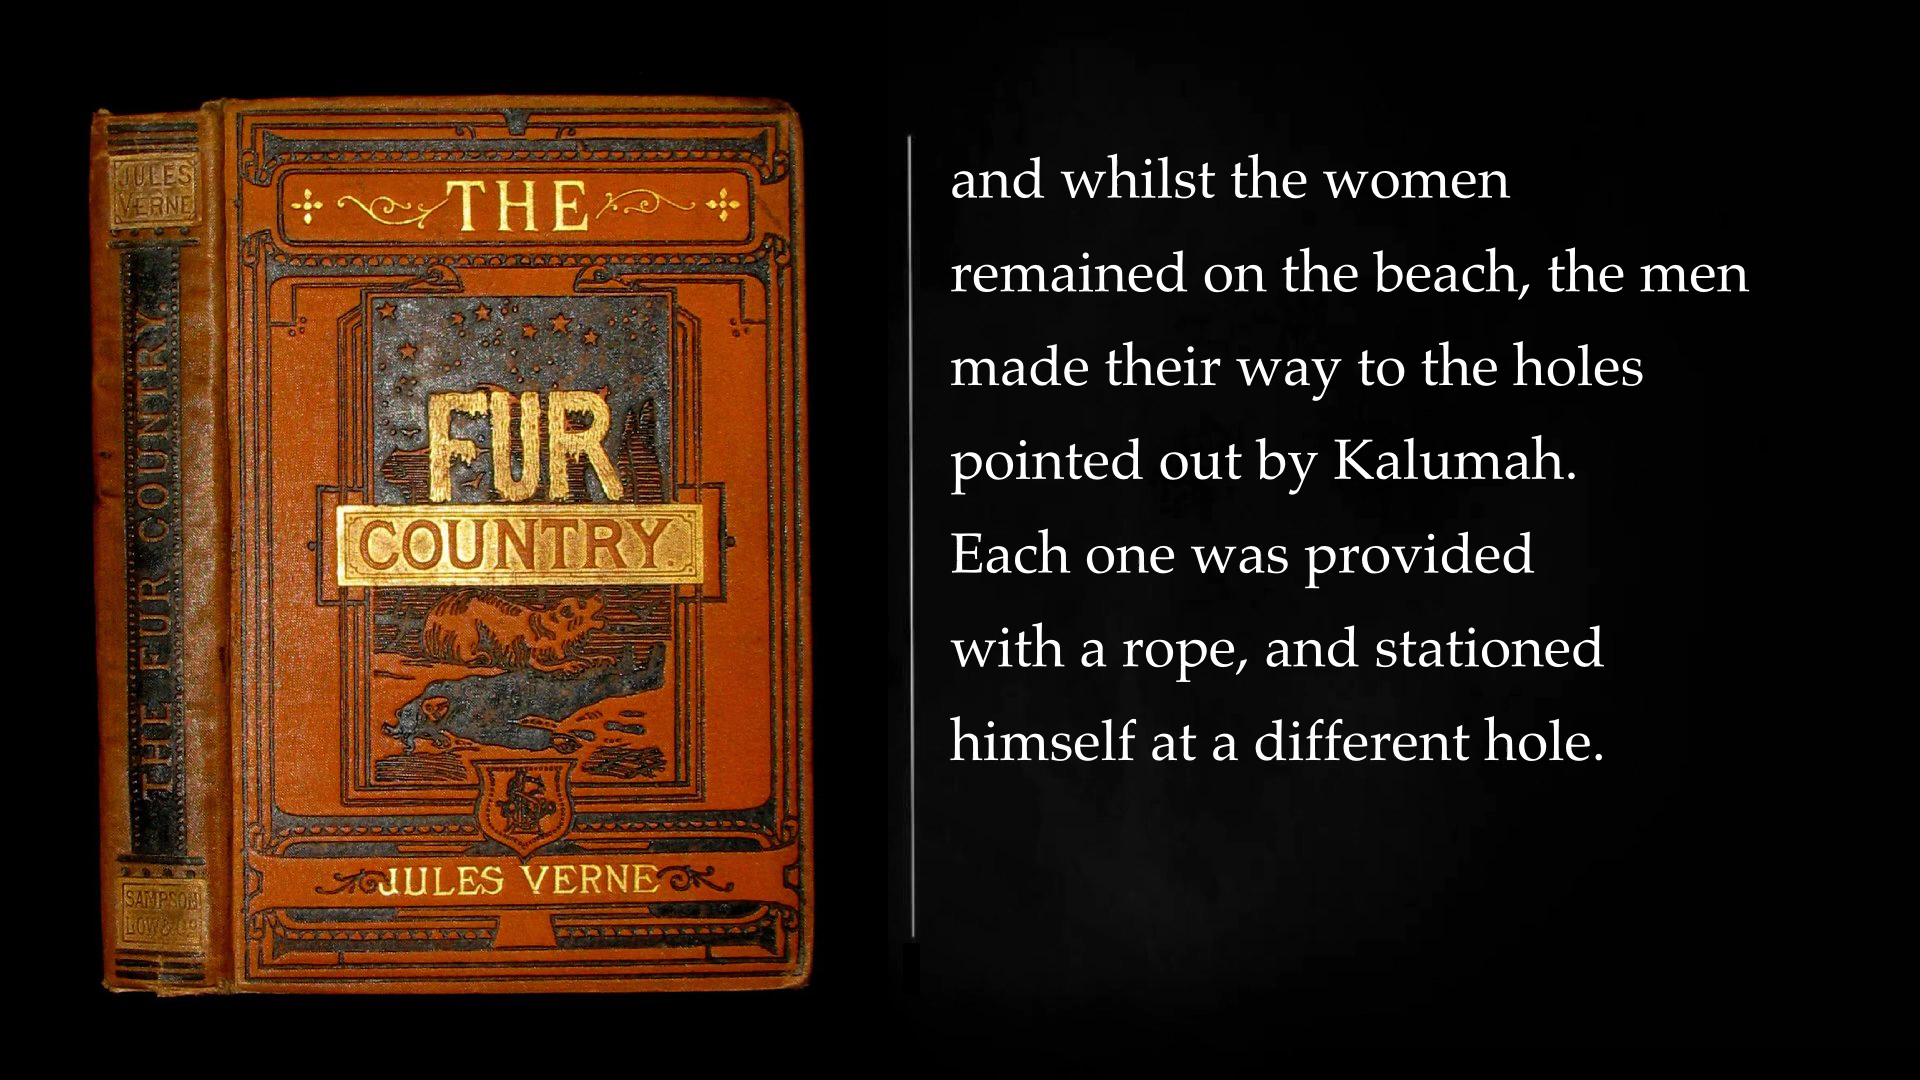 JULES
VERNE
THE FUR COUNTRY.
SAMPSON
LOW & Co
THE
FUR
COUNTRY.
JULES VERNE
and whilst the women
remained on the beach, the men
made their way to the holes
pointed out by Kalumah.
Each one was provided
with a rope, and stationed
himself at a different hole.